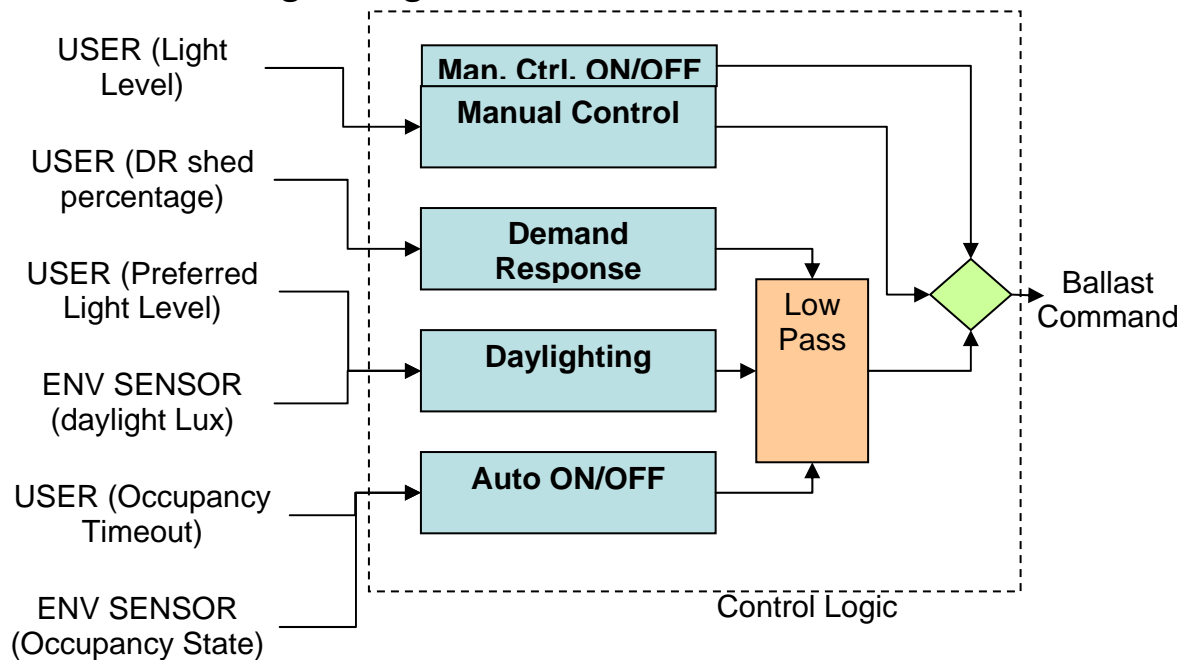 USER (Light
Level)
USER (DR shed
percentage)
USER (Preferred
Light Level)
ENV SENSOR
(daylight Lux)
USER (Occupancy
Timeout)
ENV SENSOR
(Occupancy State)
Man. Ctrl. ON/OFF
Manual Control
Demand
Response
Daylighting
Auto ON/OFF
Low
Pass
Ballast
Command
Control Logic